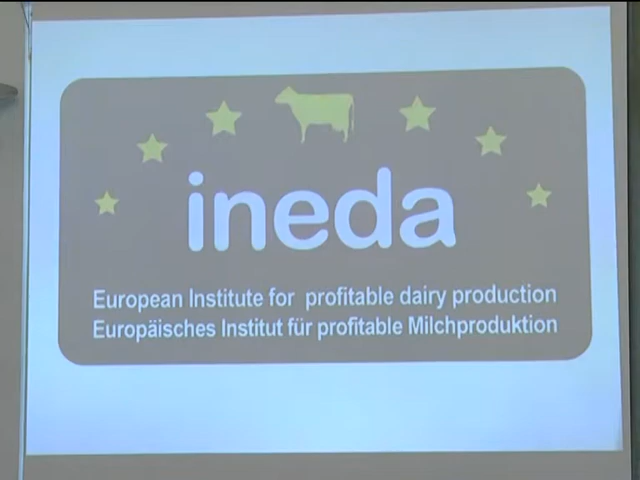 ineda
European Institute for profitable dairy production
Europäisches Institut für profitable Milchproduktion